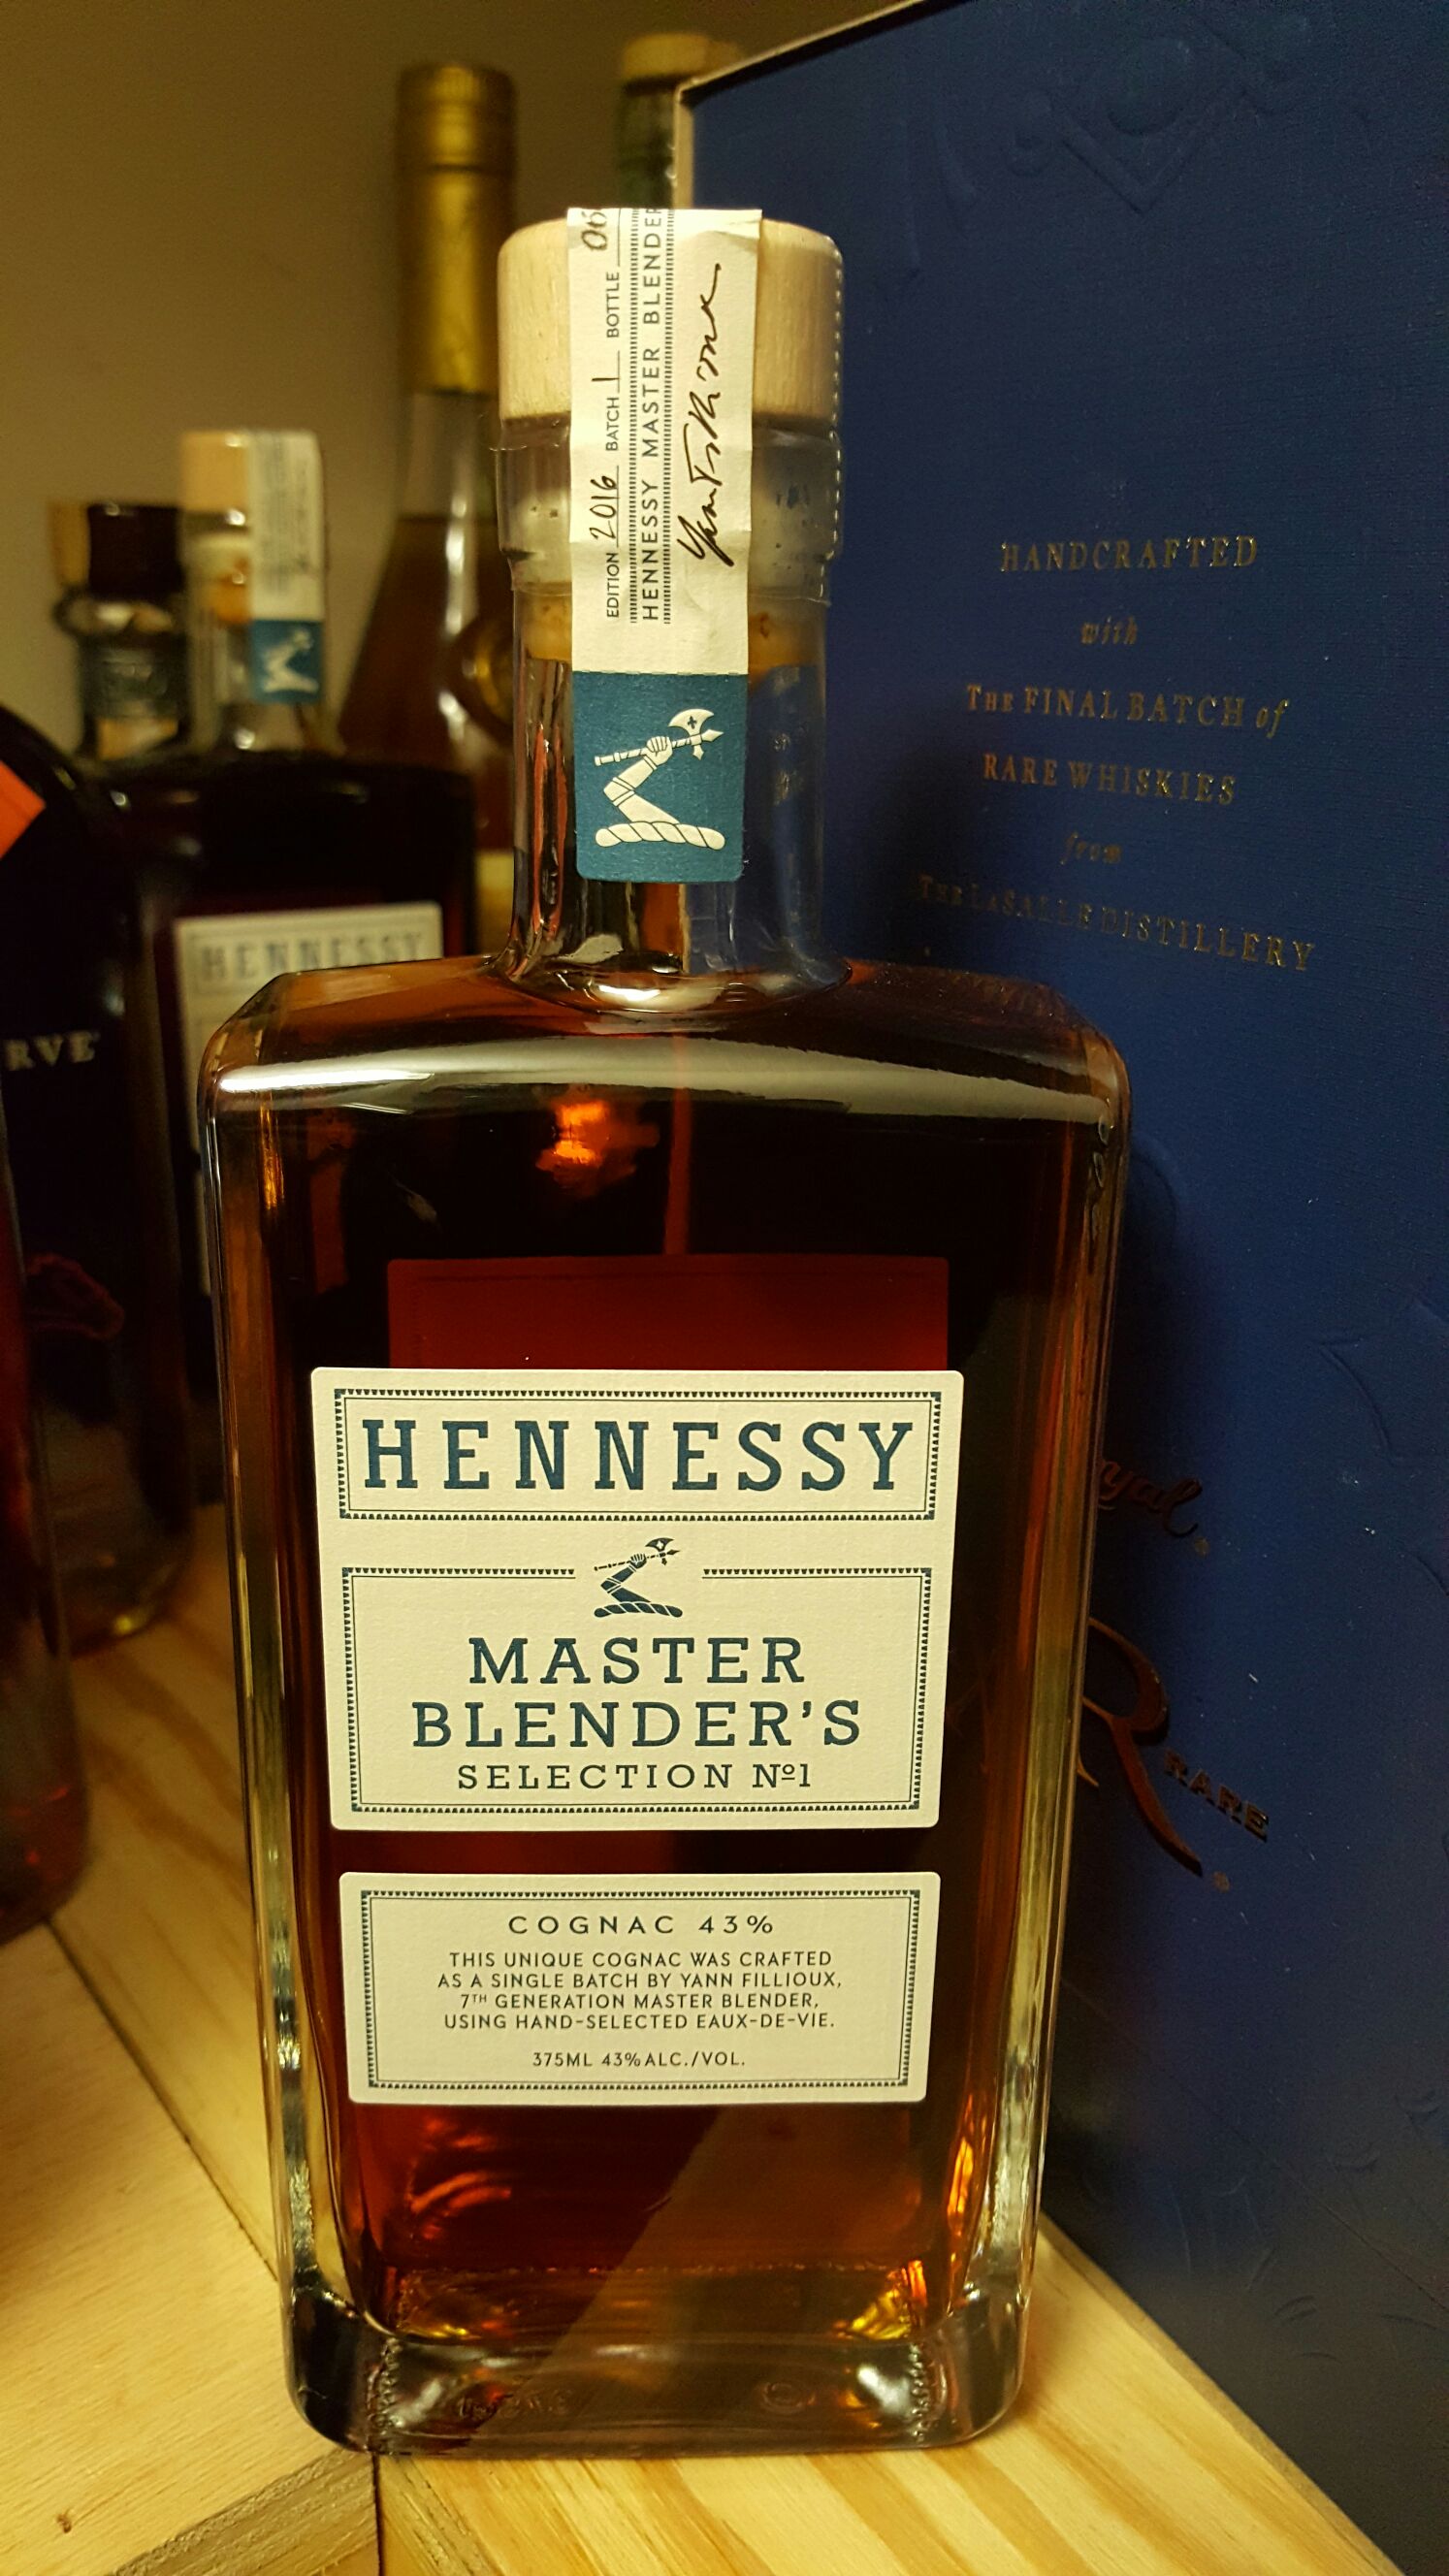 EDITION 2016 BATCH 1 BOTTLE
HENNESSY MASTER BLENDER
HENNESSY
MASTER
BLENDER'S
SELECTION Nº1
COGNAC 43%
THIS UNIQUE COGNAC WAS CRAFTED
AS A SINGLE BATCH BY YANN FILLIOUX,
7TH GENERATION MASTER BLENDER,
USING HAND-SELECTED EAUX-DE-VIE.
375ML 43% ALC./VOL.
HANDCRAFTED
with
THE FINAL BATCH of
RARE WHISKIES
from
THE LASALLE DISTILLERY
R
RARE
HENNESSY